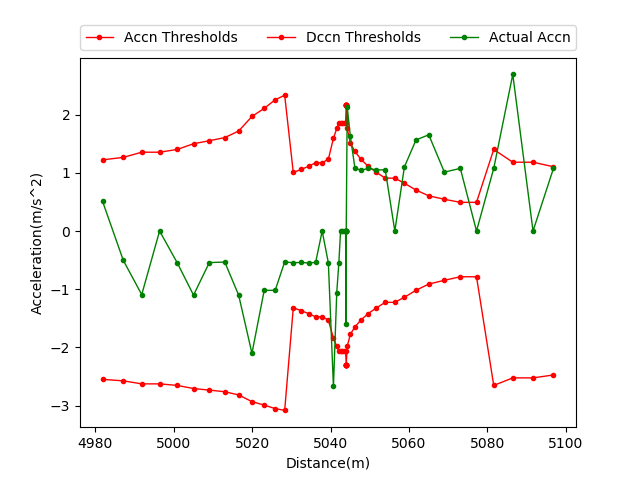 Accn Thresholds Dccn Thresholds Actual Accn
2
1
0
−1
−2
−3
Acceleration(m/s^2)
4980 5000 5020 5040 5060 5080 5100
Distance(m)